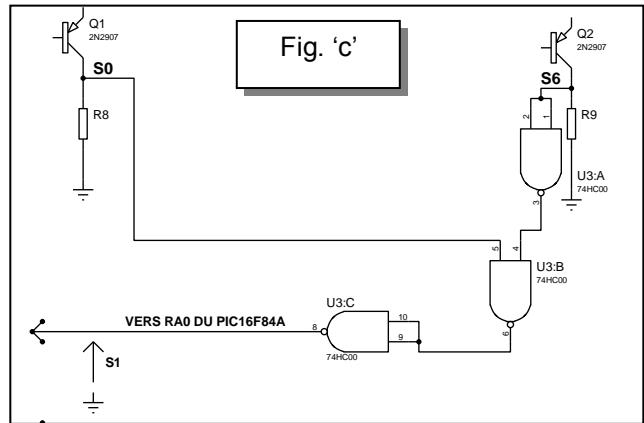 Q1
2N2907
S0
R8
Fig. 'c'
Q2
2N2907
S6
R9
2
1
U3:A
74HC00
3
5
4
U3:B
74HC00
6
U3:C
10
9
8
74HC00
VERS RA0 DU PIC16F84A
S1